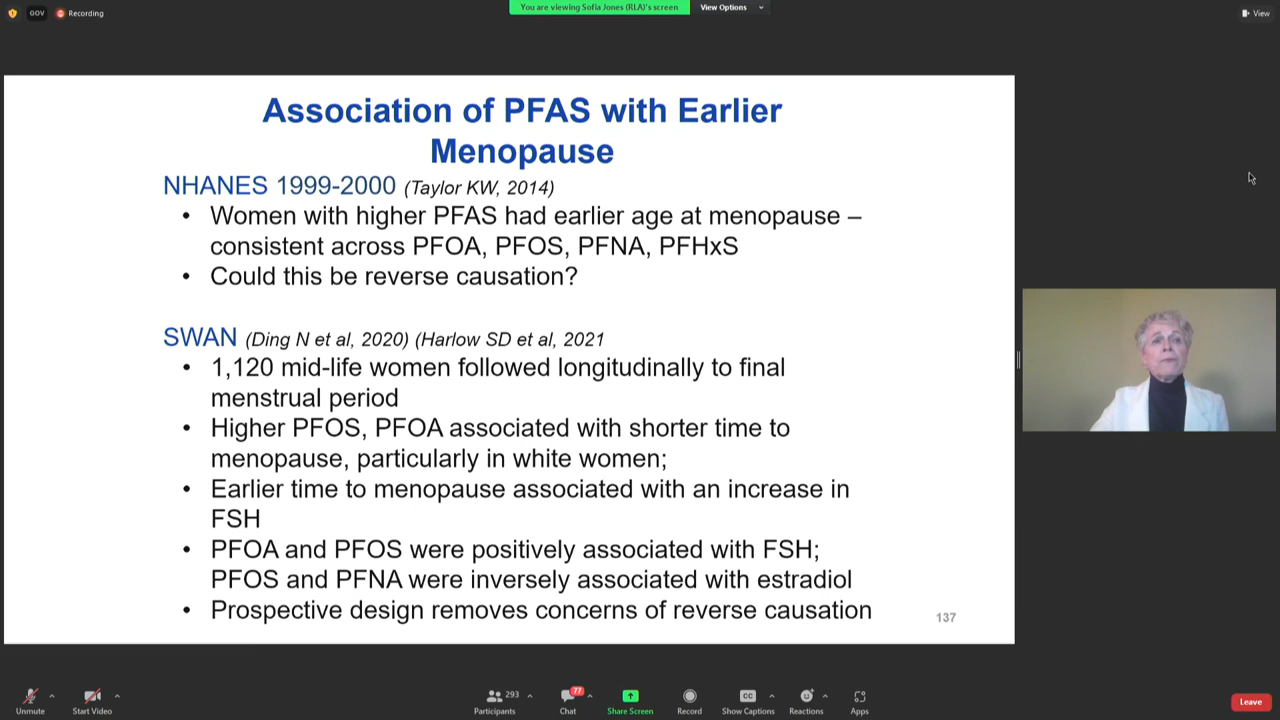 GOV
Recording
You are viewing Sofia Jones (RLA)'s screen
View Options
View
Association of PFAS with Earlier
Menopause
NHANES 1999-2000 (Taylor KW, 2014)
• Women with higher PFAS had earlier age at menopause –
consistent across PFOA, PFOS, PFNA, PFHxS
• Could this be reverse causation?
SWAN (Ding N et al, 2020) (Harlow SD et al, 2021
• 1,120 mid-life women followed longitudinally to final
menstrual period
• Higher PFOS, PFOA associated with shorter time to
menopause, particularly in white women;
• Earlier time to menopause associated with an increase in
FSH
• PFOA and PFOS were positively associated with FSH;
PFOS and PFNA were inversely associated with estradiol
• Prospective design removes concerns of reverse causation
137
Unmute
Start Video
293
Participants
77
Chat
Share Screen
Record
CC
Show Captions
Reactions
Apps
Leave